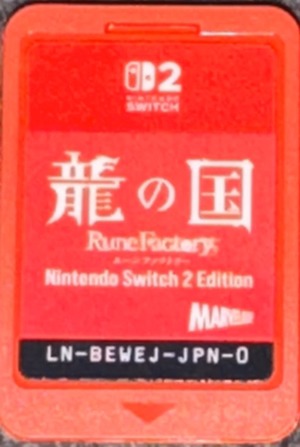 2
NINTENDO
SWITCH
龍の国
Rune Factory
ルーンファクトリー
Nintendo Switch 2 Edition
MARVELOUS
LN-BEWEJ-JPN-0